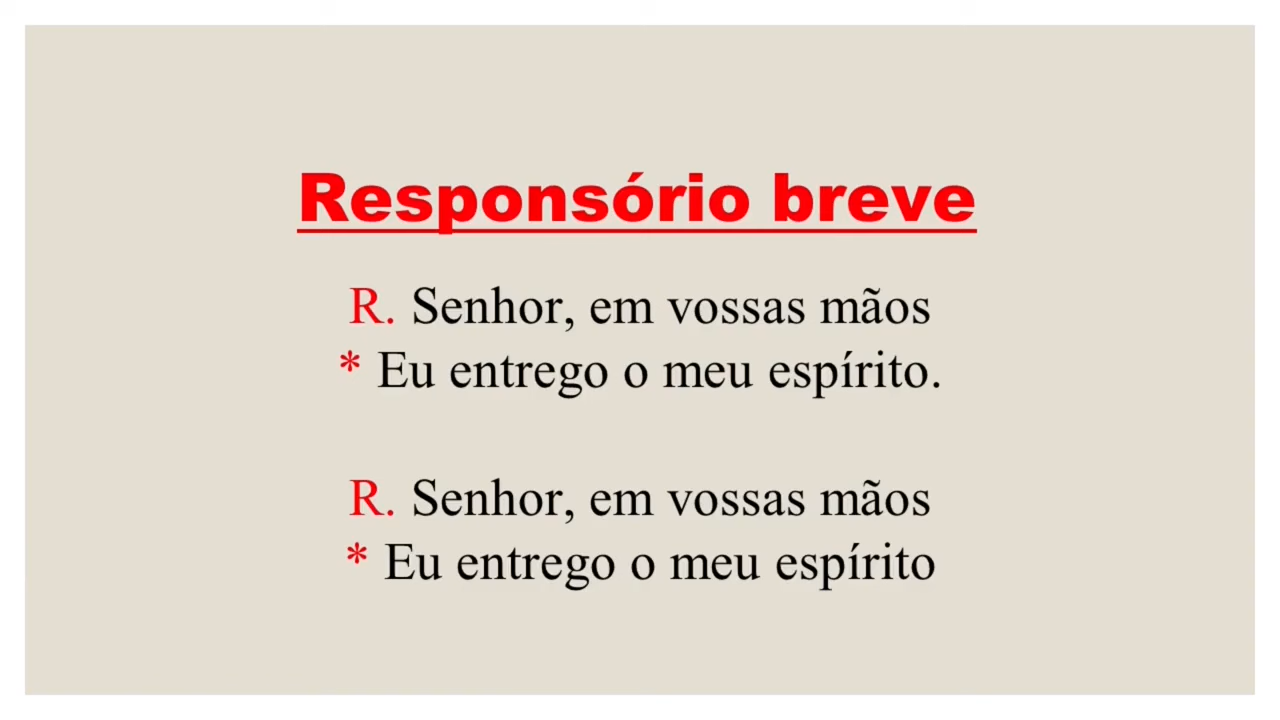 Responsório breve
R. Senhor, em vossas mãos
* Eu entrego o meu espírito.
R. Senhor, em vossas mãos
* Eu entrego o meu espírito